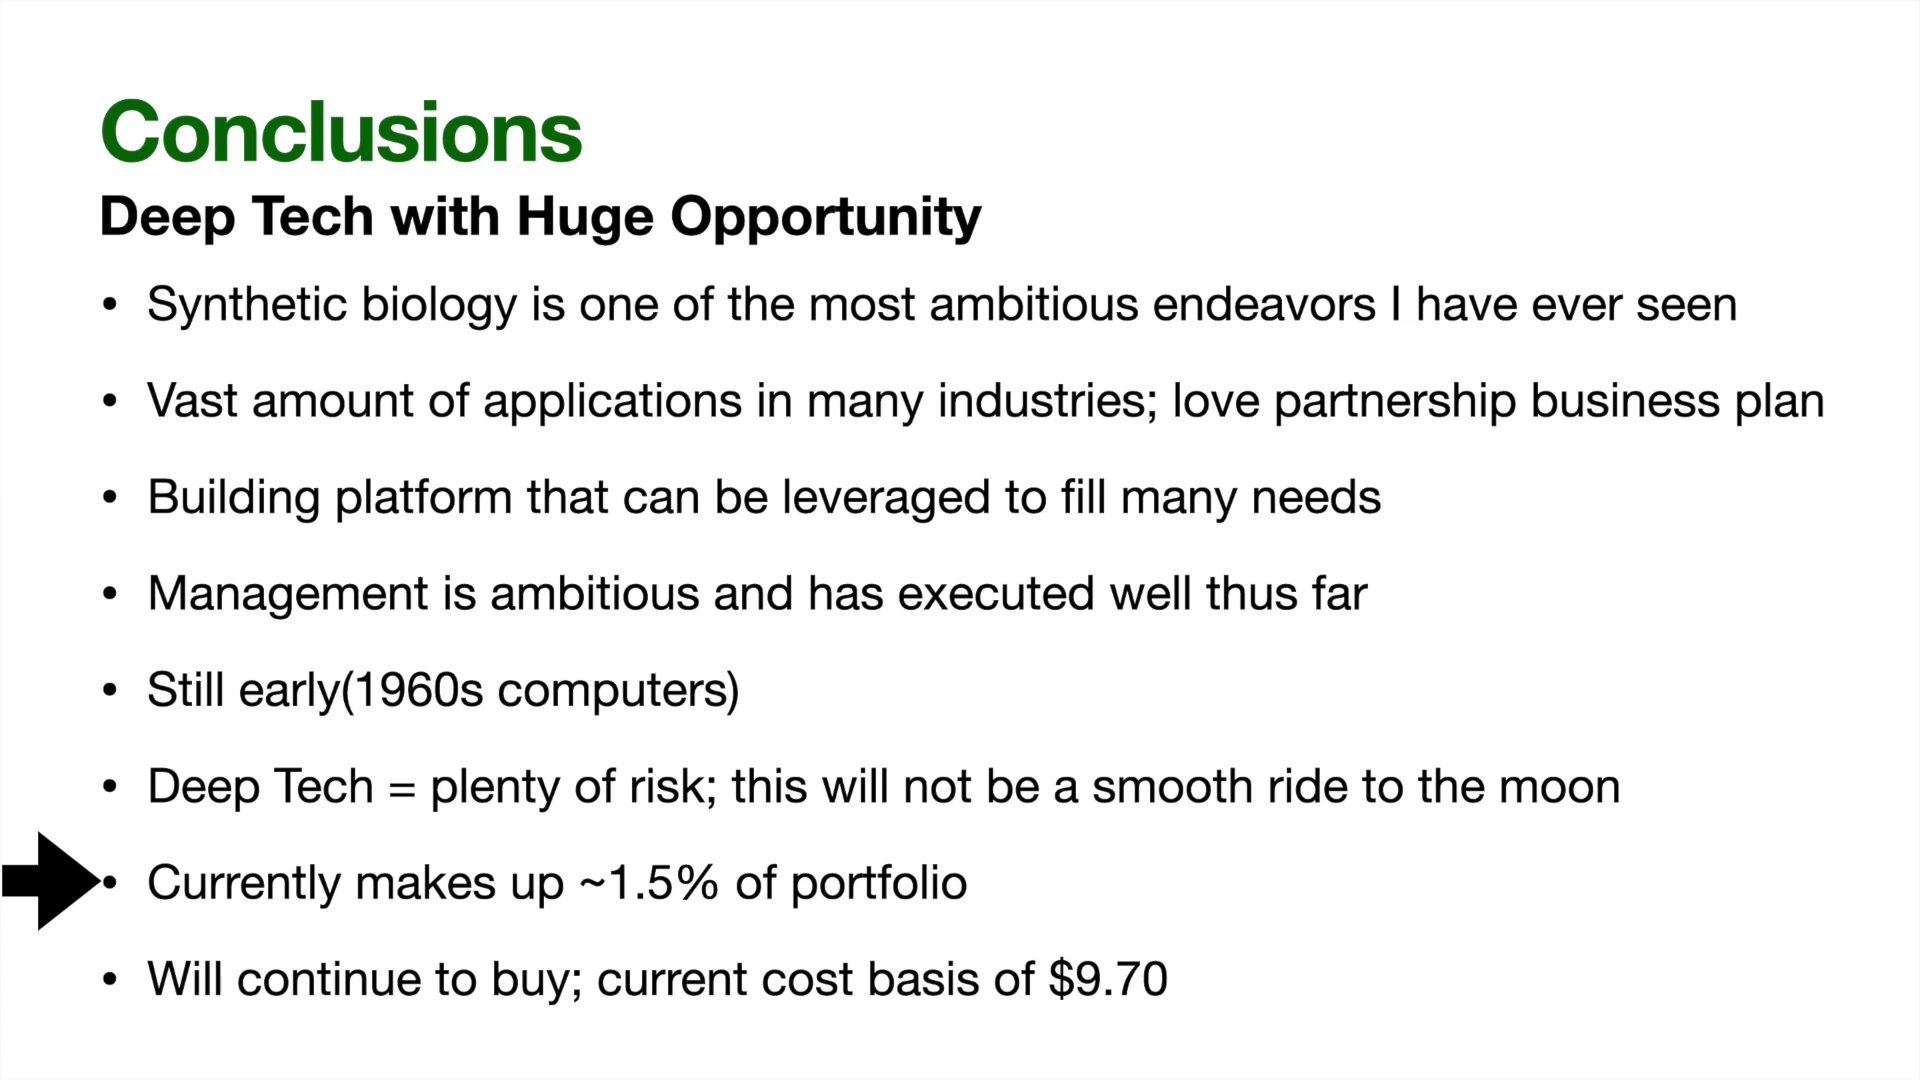 Conclusions
Deep Tech with Huge Opportunity
• Synthetic biology is one of the most ambitious endeavors I have ever seen
• Vast amount of applications in many industries; love partnership business plan
• Building platform that can be leveraged to fill many needs
• Management is ambitious and has executed well thus far
• Still early(1960s computers)
• Deep Tech = plenty of risk; this will not be a smooth ride to the moon
• Currently makes up ~1.5% of portfolio
• Will continue to buy; current cost basis of $9.70